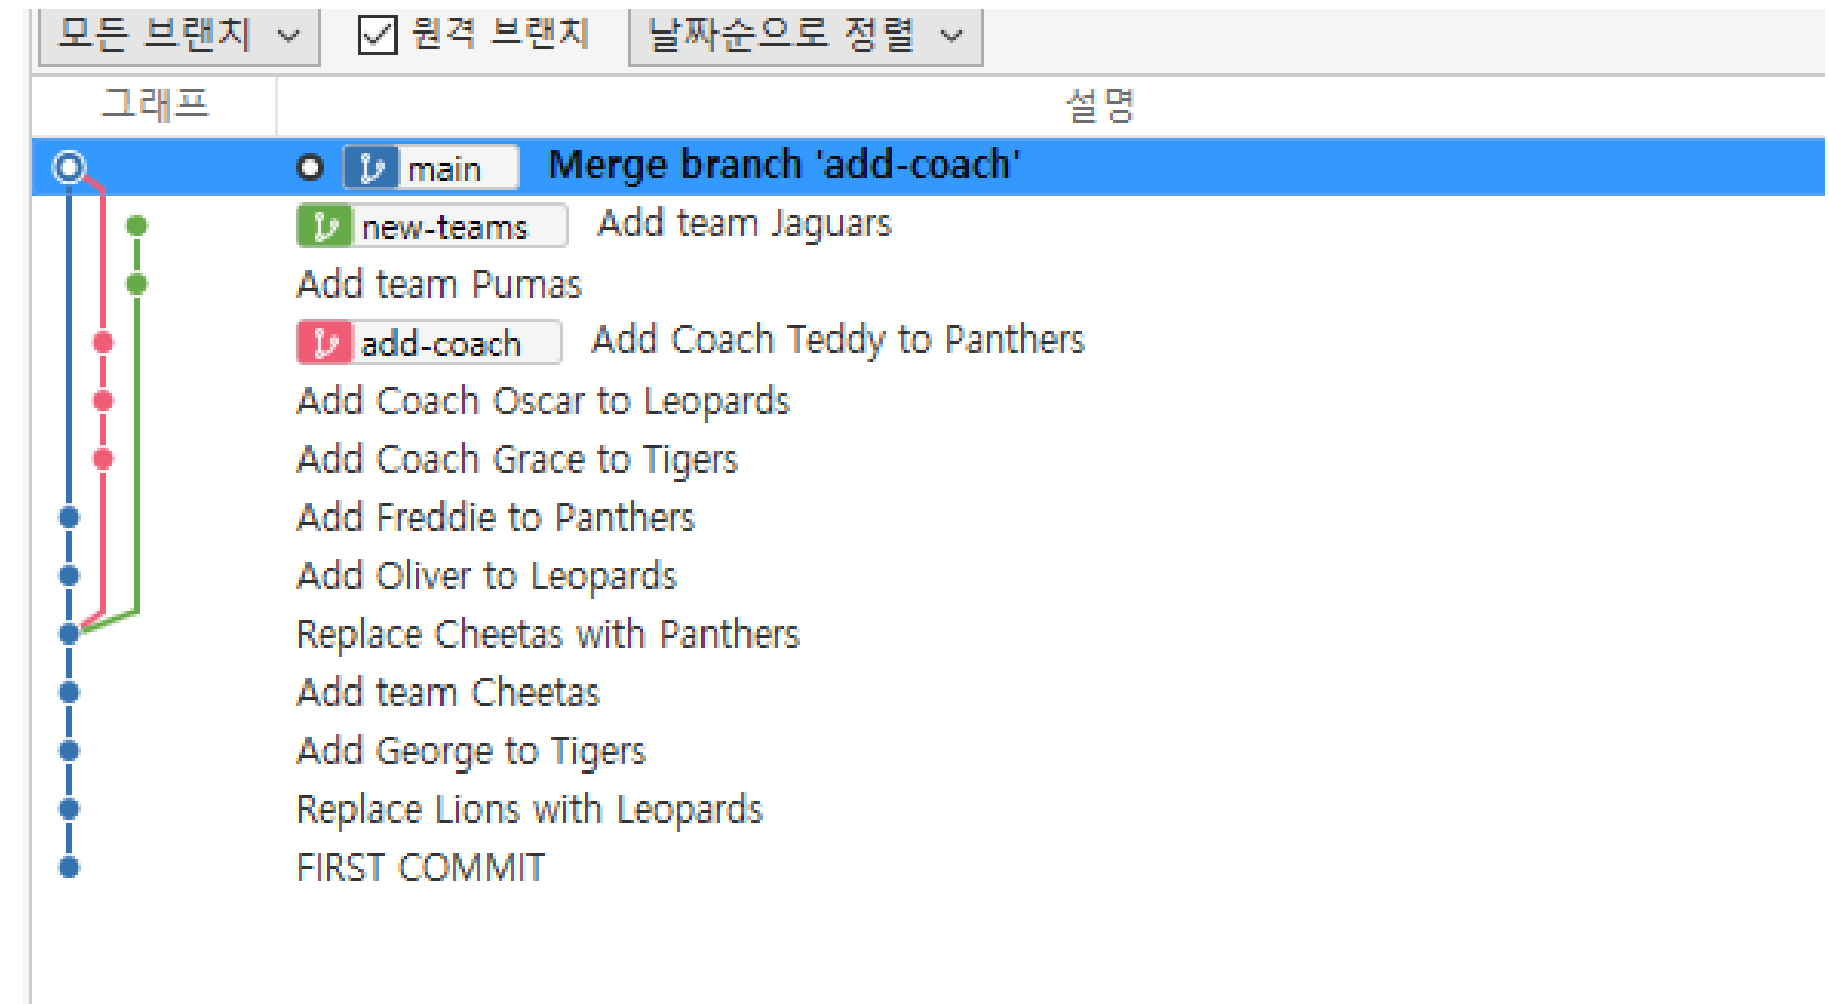 모든 브랜치 원격 브랜치 날짜순으로 정렬
그래프 설명
main Merge branch 'add-coach'
new-teams Add team Jaguars
Add team Pumas
add-coach Add Coach Teddy to Panthers
Add Coach Oscar to Leopards
Add Coach Grace to Tigers
Add Freddie to Panthers
Add Oliver to Leopards
Replace Cheetas with Panthers
Add team Cheetas
Add George to Tigers
Replace Lions with Leopards
FIRST COMMIT